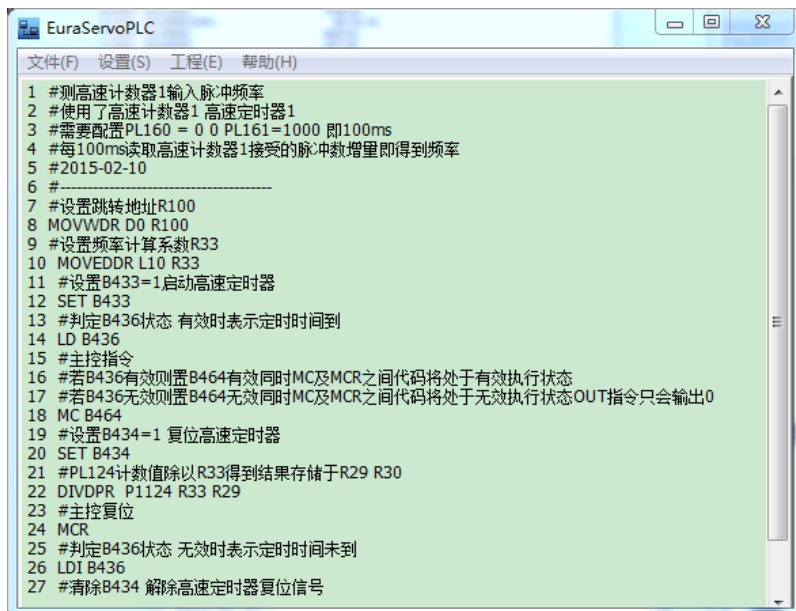 EuraServoPLC
文件(F) 设置(S) 工程(E) 帮助(H)
1 #测高速计数器1输入脉冲频率
2 #使用了高速计数器1 高速定时器1
3 #需要配置PL160 = 0 0 PL161=1000 即100ms
4 #每100ms读取高速计数器1接受的脉冲数增量即得到频率
5 #2015-02-10
6 #----------------------------------------
7 #设置跳转地址R100
8 MOVWDR D0 R100
9 #设置频率计算系数R33
10 MOVEDDR L10 R33
11 #设置B433=1启动高速定时器
12 SET B433
13 #判定B436状态 有效时表示定时时间到
14 LD B436
15 #主控指令
16 #若B436有效则置B464有效同时MC及MCR之间代码将处于有效执行状态
17 #若B436无效则置B464无效同时MC及MCR之间代码将处于无效执行状态OUT指令只会输出0
18 MC B464
19 #设置B434=1 复位高速定时器
20 SET B434
21 #PL124计数值除以R33得到结果存储于R29 R30
22 DIVDPR P1124 R33 R29
23 #主控复位
24 MCR
25 #判定B436状态 无效时表示定时时间未到
26 LDI B436
27 #清除B434 解除高速定时器复位信号